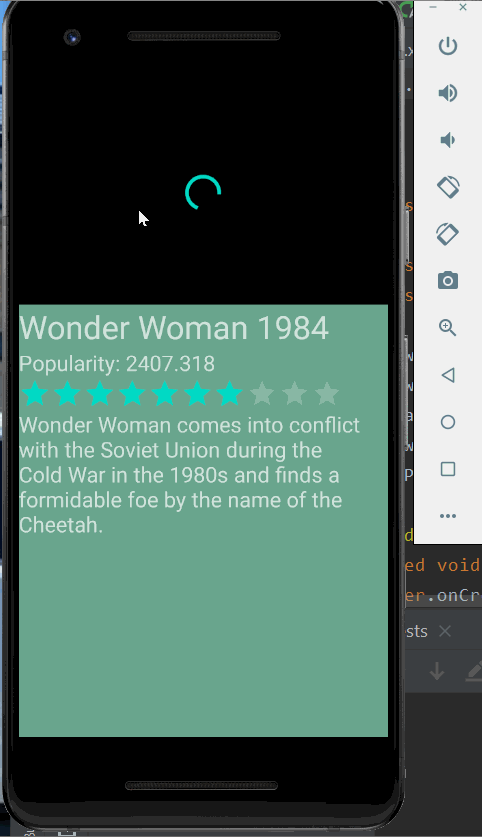 Wonder Woman 1984
Popularity: 2407.318
Wonder Woman comes into conflict
with the Soviet Union during the
Cold War in the 1980s and finds a
formidable foe by the name of the
Cheetah.
ed void
er.onCr
sts